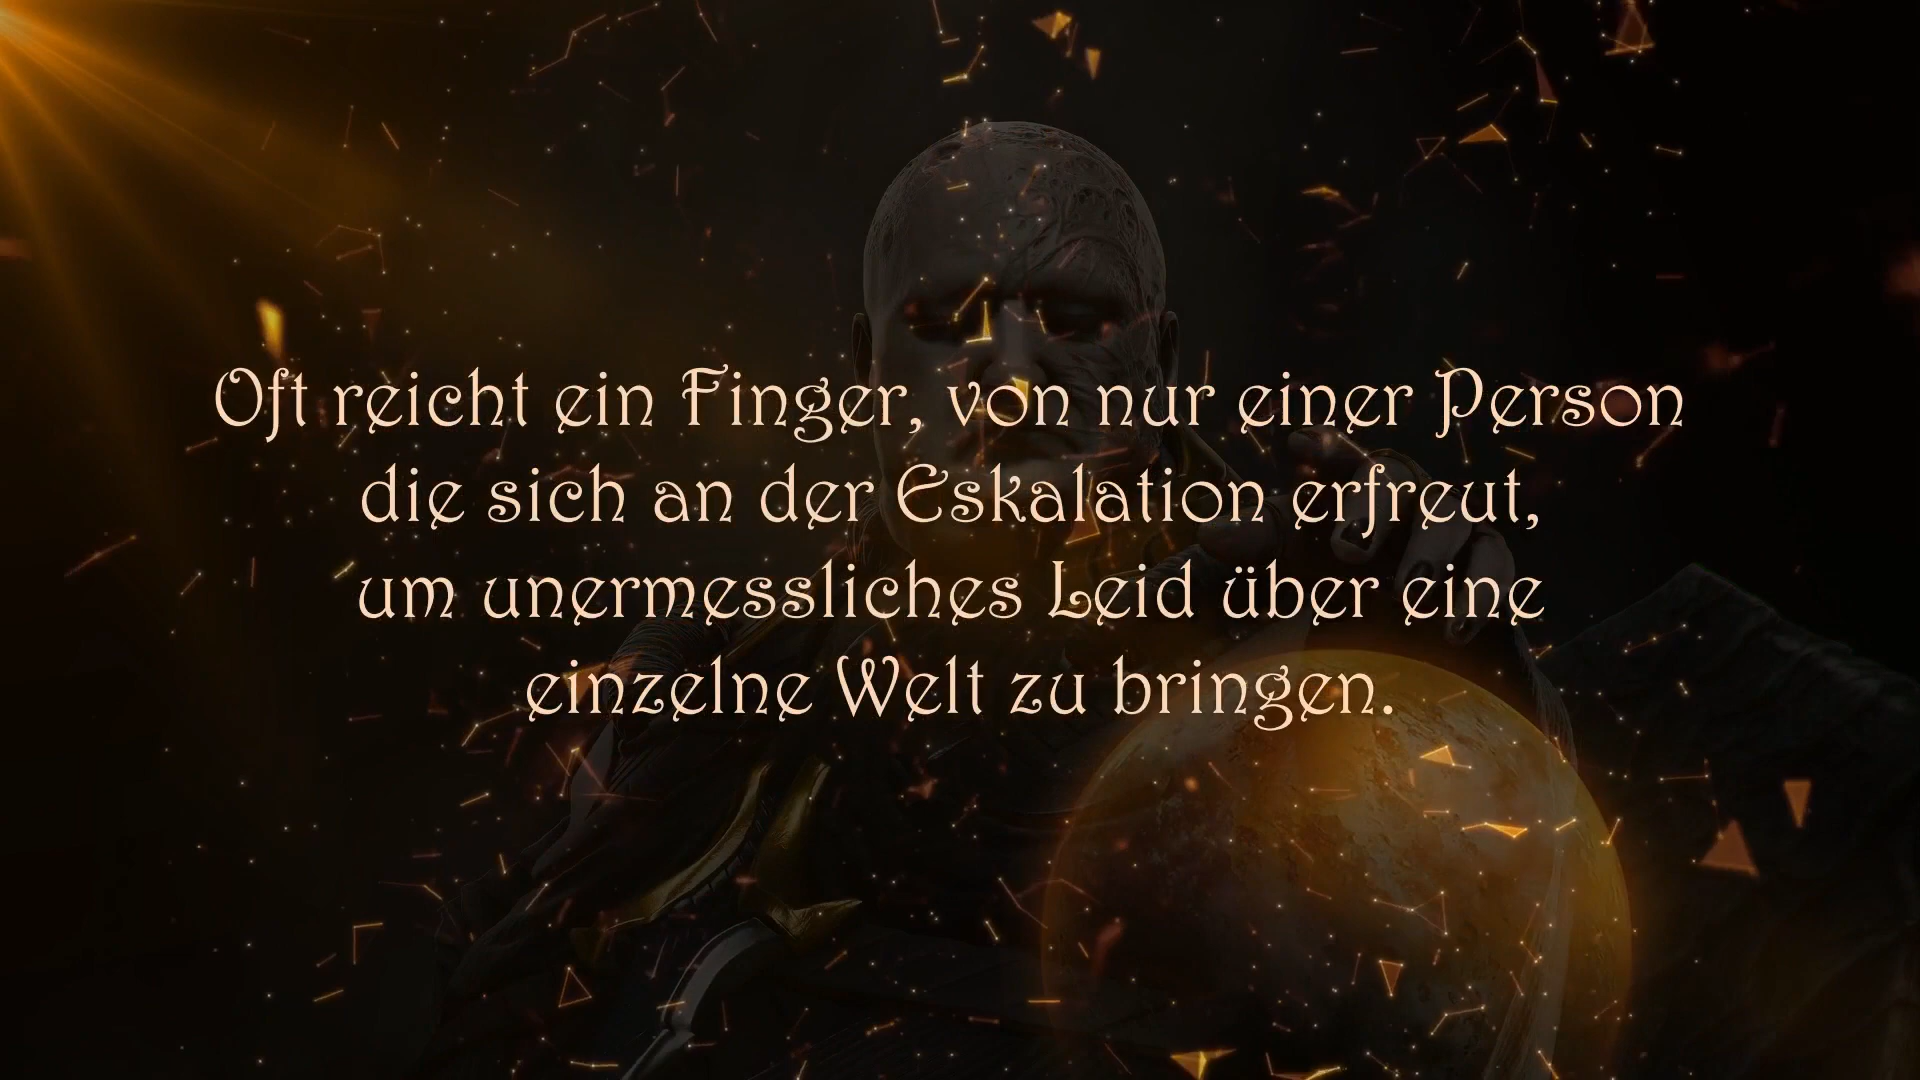 Oft reicht ein Finger, von nur einer Person
die sich an der Eskalation erfreut,
um unermessliches Leid über eine
einzelne Welt zu bringen.